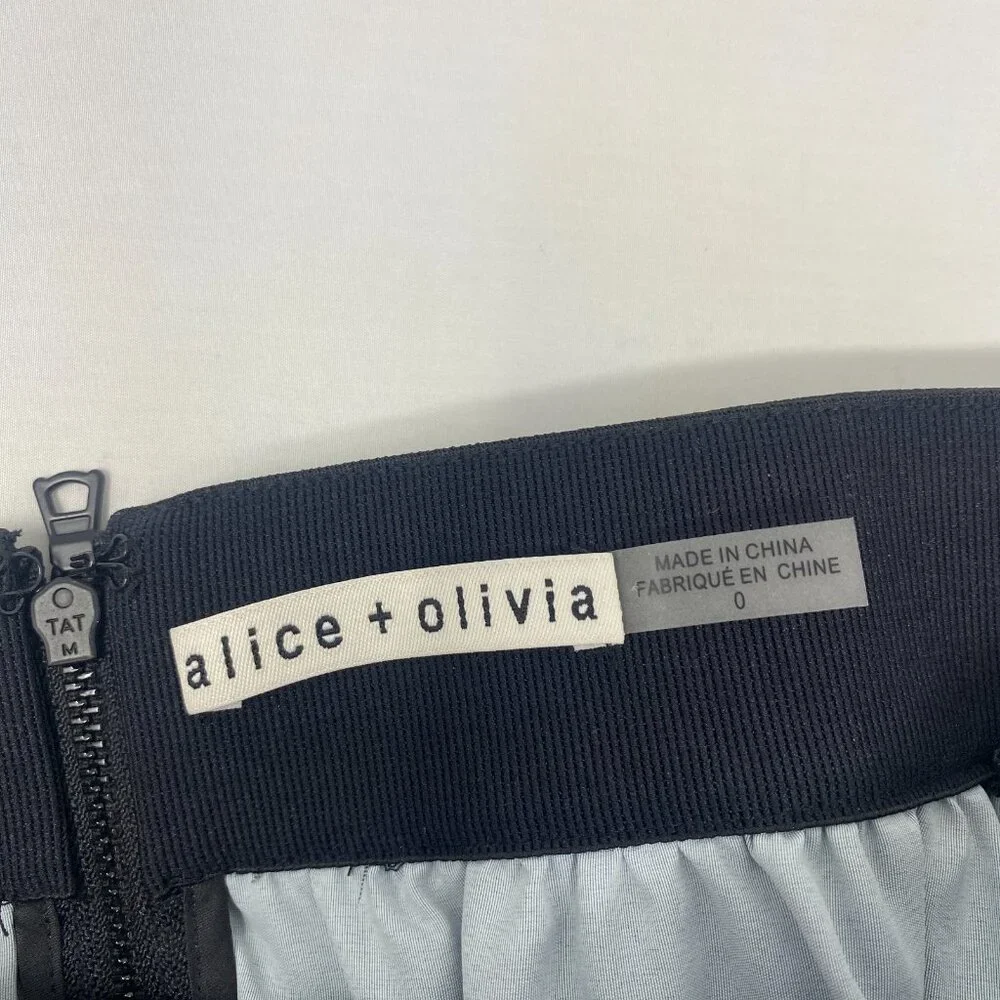 TAT
M
alice + olivia
MADE IN CHINA
FABRIQUÉ EN CHINE
0